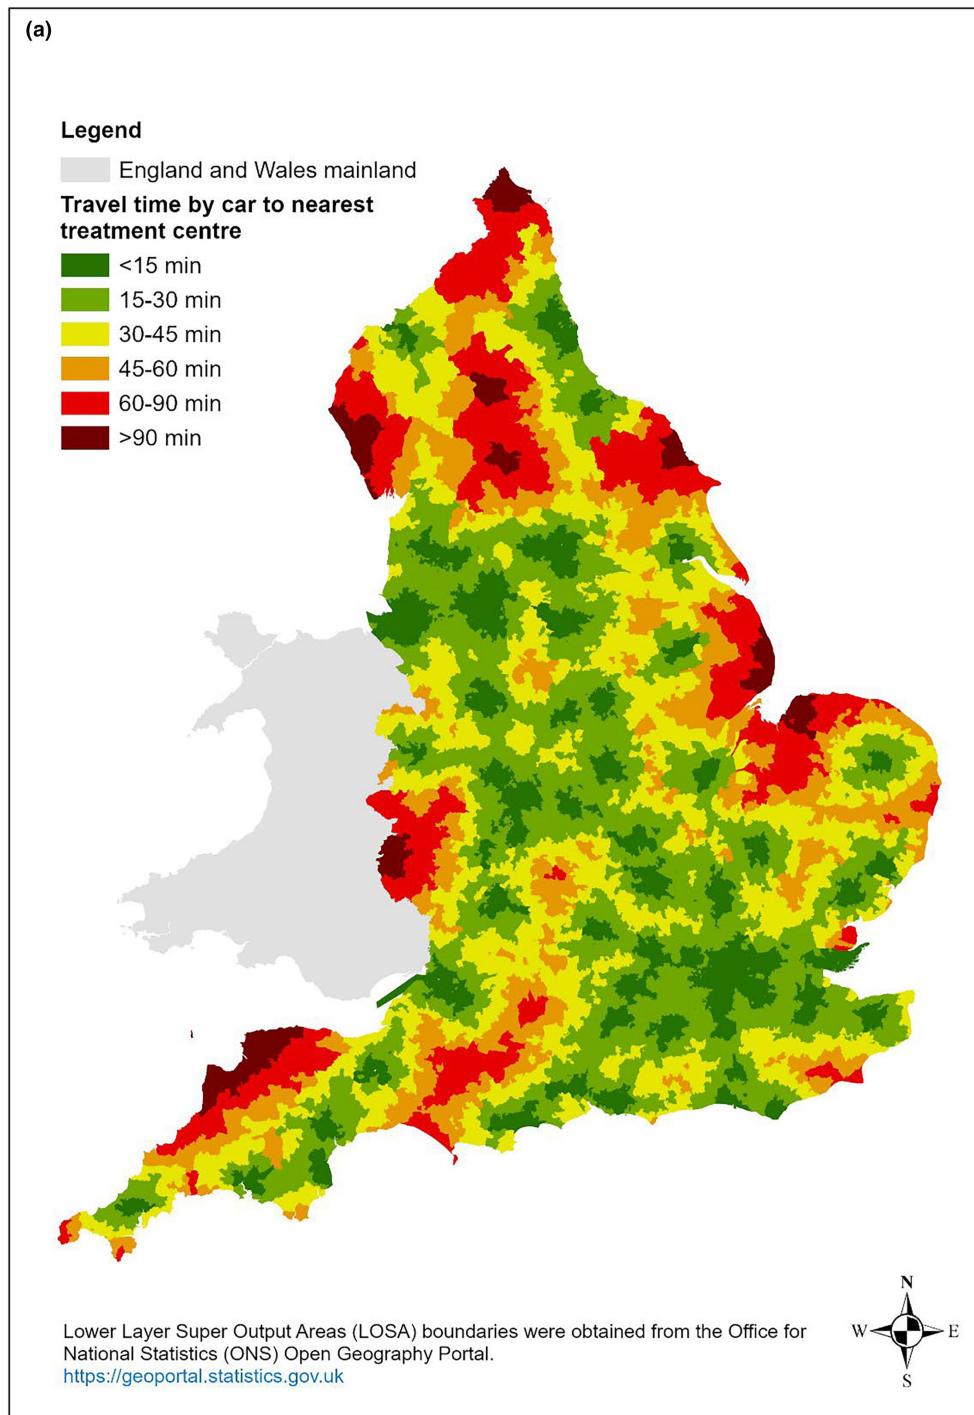 (a)
Legend
England and Wales mainland
Travel time by car to nearest
treatment centre
<15 min
15-30 min
30-45 min
45-60 min
60-90 min
>90 min
N
W E
S
Lower Layer Super Output Areas (LOSA) boundaries were obtained from the Office for
National Statistics (ONS) Open Geography Portal.
https://geoportal.statistics.gov.uk